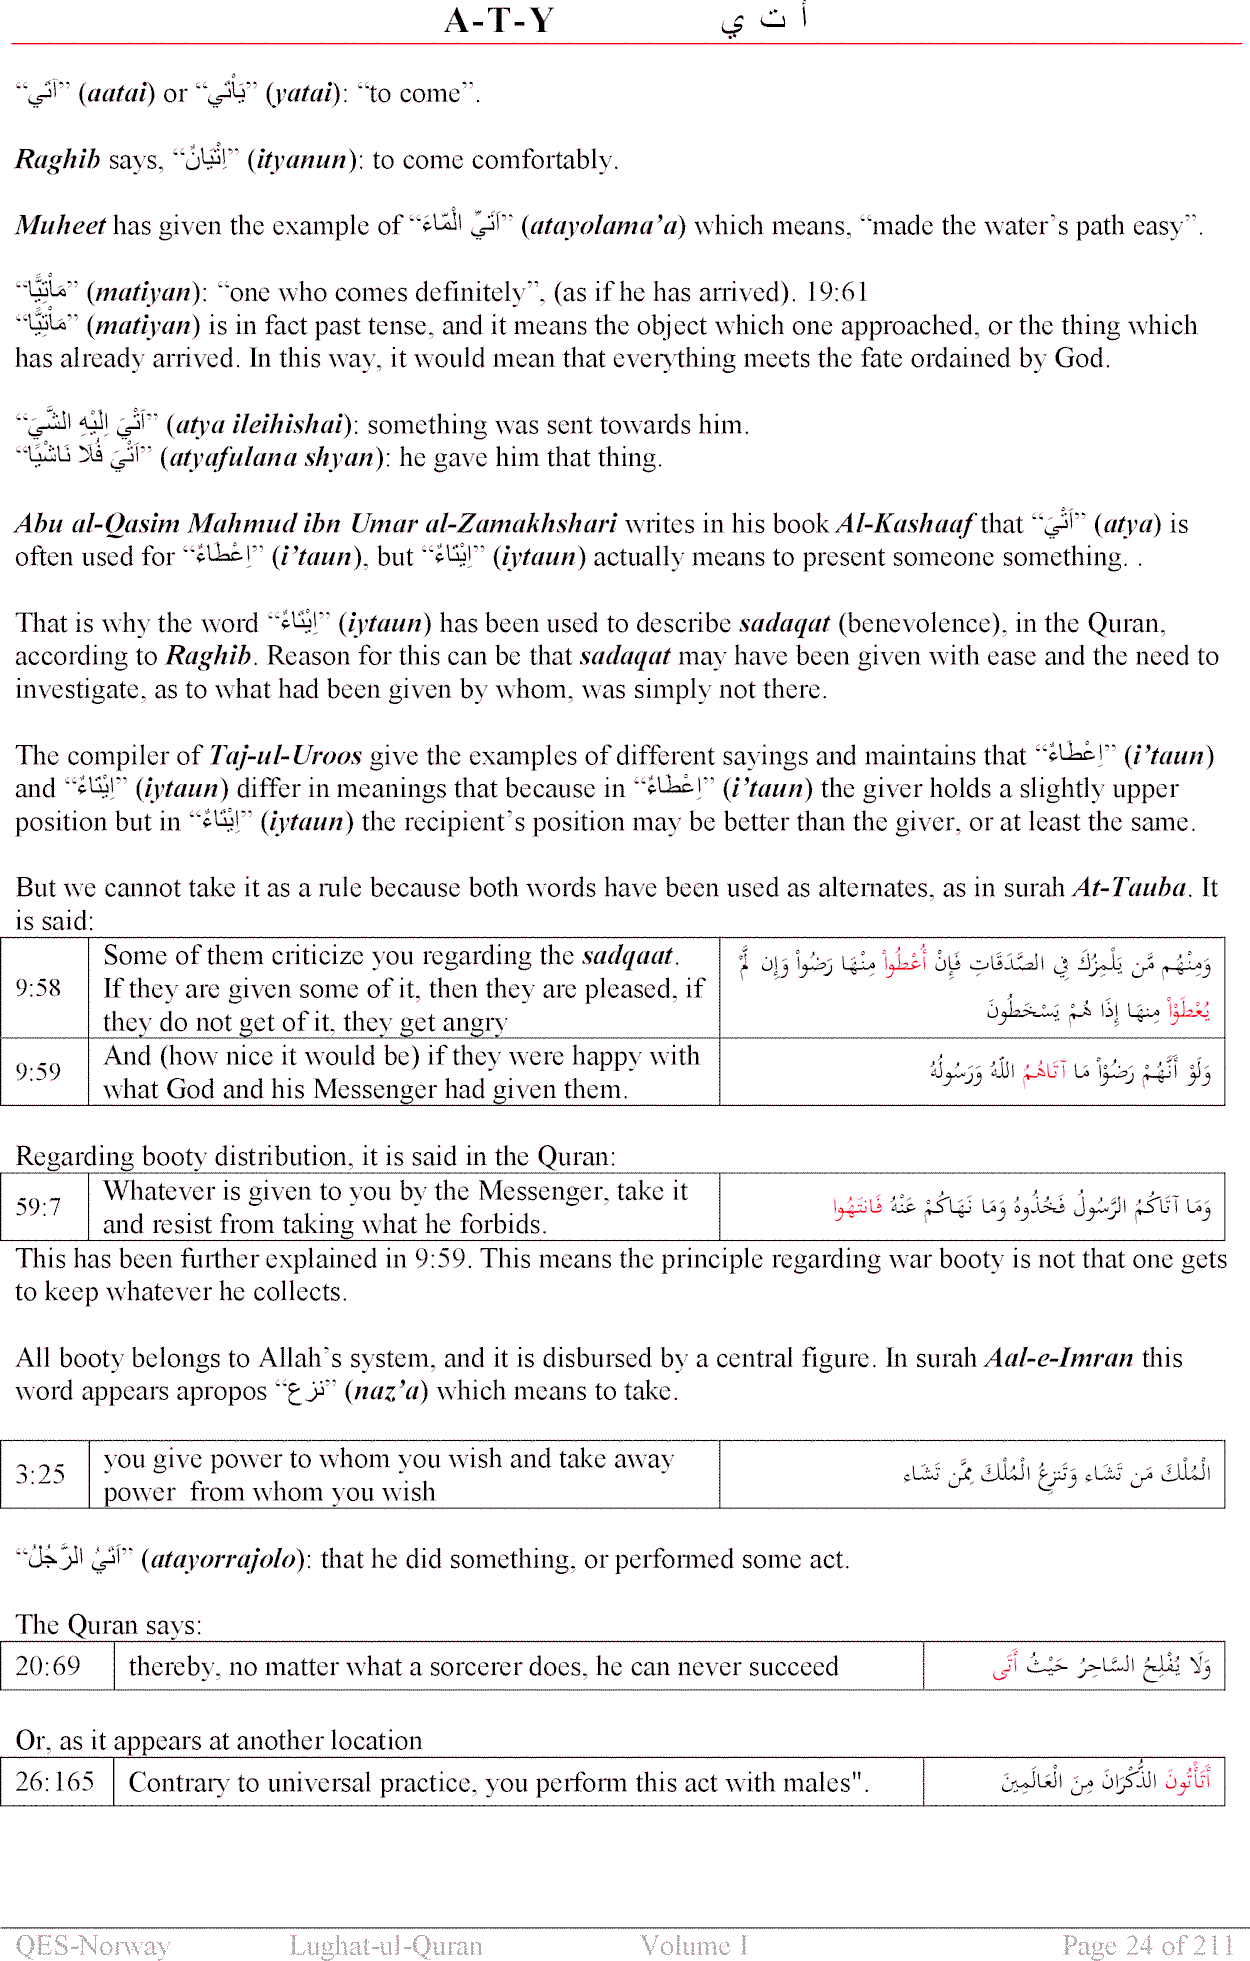 A-T-Y أ ت ي
“آتَي” (aatai) or “يَأْتَي” (yatai): “to come”.
Raghib says, “اِتْيَانٌ” (ityanun): to come comfortably.
Muheet has given the example of “اَتَيِّ الْمَّاءَ” (atayolama’a) which means, “made the water’s path easy”.
“مَأْتِيًّا” (matiyan): “one who comes definitely”, (as if he has arrived). 19:61
“مَأْتِيًّا” (matiyan) is in fact past tense, and it means the object which one approached, or the thing which
has already arrived. In this way, it would mean that everything meets the fate ordained by God.
“اَتْيَ اِلَيْهِ الشَّيَ” (atya ileihishai): something was sent towards him.
“اَتْيَ فُلَا نَاشْيًا” (atyafulana shyan): he gave him that thing.
Abu al-Qasim Mahmud ibn Umar al-Zamakhshari writes in his book Al-Kashaaf that “اَتْيَ” (atya) is
often used for “اِعْطَاءٌ” (i’taun), but “اِيْتَاءٌ” (iytaun) actually means to present someone something. .
That is why the word “اِيْتَاءٌ” (iytaun) has been used to describe sadaqat (benevolence), in the Quran,
according to Raghib. Reason for this can be that sadaqat may have been given with ease and the need to
investigate, as to what had been given by whom, was simply not there.
The compiler of Taj-ul-Uroos give the examples of different sayings and maintains that “اِعْطَاءٌ” (i’taun)
and “اِيْتَاءٌ” (iytaun) differ in meanings that because in “اِعْطَاءٌ” (i’taun) the giver holds a slightly upper
position but in “اِيْتَاءٌ” (iytaun) the recipient’s position may be better than the giver, or at least the same.
But we cannot take it as a rule because both words have been used as alternates, as in surah At-Tauba. It
is said:
9:58
Some of them criticize you regarding the sadqaat.
If they are given some of it, then they are pleased, if
they do not get of it, they get angry
وَمِنْهُم مَّن يَلْمِزُكَ فِي الصَّدَقَاتِ فَإِنْ أُعْطُواْ مِنْهَا رَضُواْ وَإِن لَّمْ
يُعْطَوْاْ مِنهَا إِذَا هُمْ يَسْخَطُونَ
9:59
And (how nice it would be) if they were happy with
what God and his Messenger had given them.
وَلَوْ أَنَّهُمْ رَضُوْاْ مَا آتَاهُمُ اللّهُ وَرَسُولُهُ
Regarding booty distribution, it is said in the Quran:
59:7
Whatever is given to you by the Messenger, take it
and resist from taking what he forbids.
وَمَا آتَاكُمُ الرَّسُولُ فَخُذُوهُ وَمَا نَهَاكُمْ عَنْهُ فَانتَهُوا
This has been further explained in 9:59. This means the principle regarding war booty is not that one gets
to keep whatever he collects.
All booty belongs to Allah’s system, and it is disbursed by a central figure. In surah Aal-e-Imran this
word appears apropos “نزع” (naz’a) which means to take.
3:25
you give power to whom you wish and take away
power from whom you wish
الْمُلْكَ مَن تَشَاء وَتَنزِعُ الْمُلْكَ مِمَّن تَشَاء
“اَتَيُ الرَّجُلُ” (atayorrajolo): that he did something, or performed some act.
The Quran says:
20:69 thereby, no matter what a sorcerer does, he can never succeed وَلَا يُفْلِحُ السَّاحِرُ حَيْثُ أَتَى
Or, as it appears at another location
26:165 Contrary to universal practice, you perform this act with males". أَتَأْتُونَ الذُّكْرَانَ مِنَ الْعَالَمِينَ
QES-Norway Lughat-ul-Quran Volume I Page 24 of 211